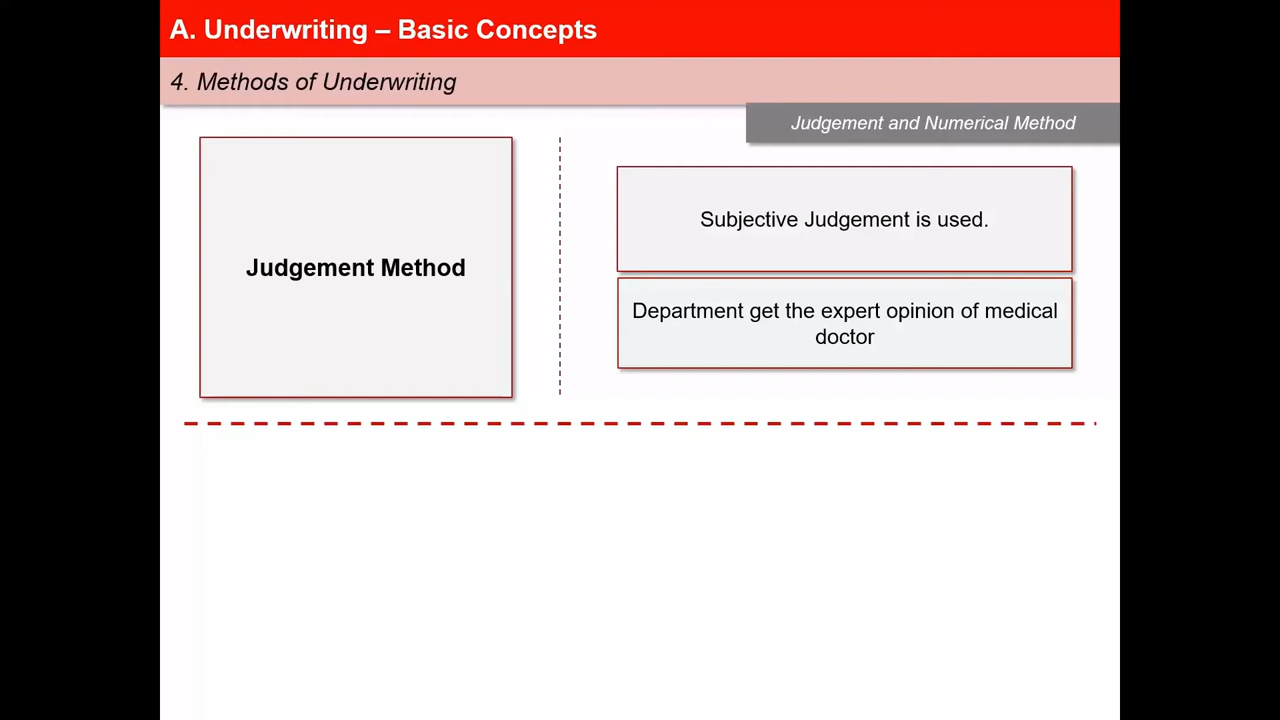 A. Underwriting – Basic Concepts
4. Methods of Underwriting
Judgement and Numerical Method
Judgement Method
Subjective Judgement is used.
Department get the expert opinion of medical
doctor